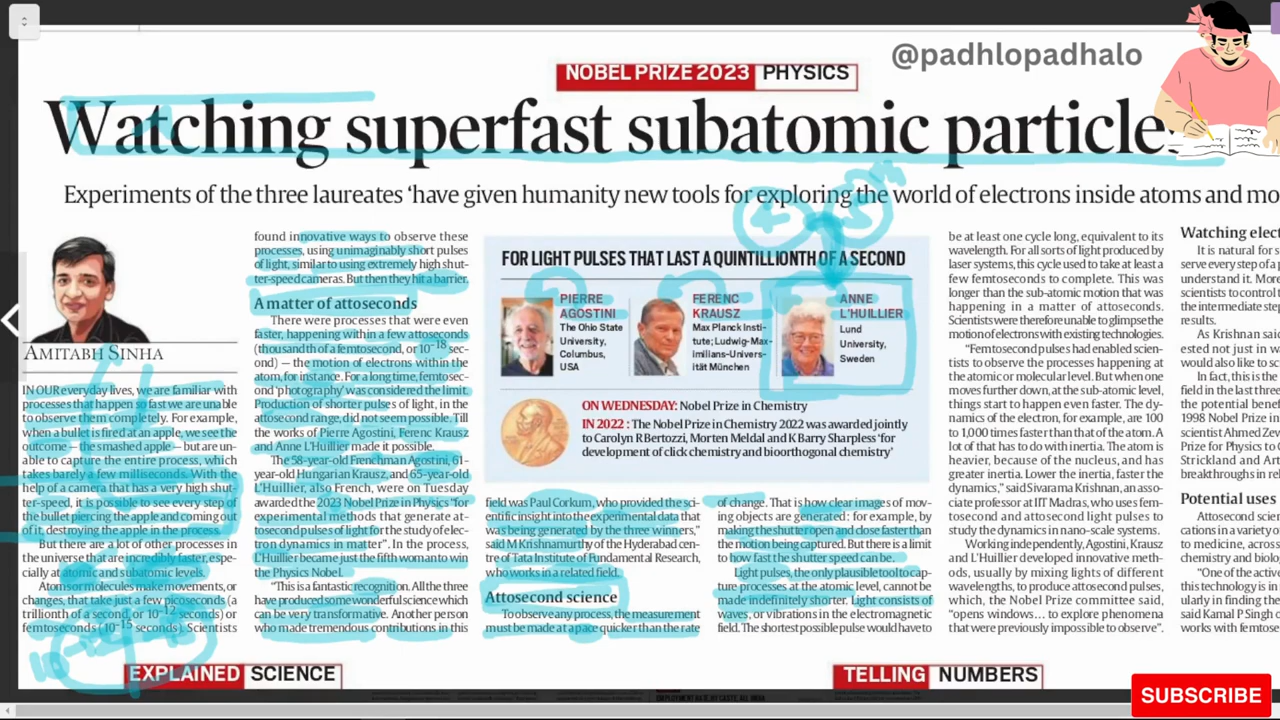 @padhlopadhalo
NOBEL PRIZE 2023 PHYSICS
Watching superfast subatomic particle
Experiments of the three laureates ‘have given humanity new tools for exploring the world of electrons inside atoms and mo
AMITABH SINHA
IN OUR everyday lives, we are familiar with
processes that happen so fast we are unable
to observe them completely. For example,
when a bullet is fired at an apple, we see the
outcome — the smashed apple — but are un-
able to capture the entire process, which
takes barely a few milliseconds. With the
help of a camera that has a very high shut-
ter-speed, it is possible to see every step of
the bullet piercing the apple and coming out
of it, destroying the apple in the process.
But there are a lot of other processes in
the universe that are incredibly faster, espe-
cially at atomic and subatomic levels.
Atoms or molecules make movements, or
changes, that take just a few picoseconds (a
trillionth of a second, or 10⁻¹² seconds) or
femtoseconds (10⁻¹⁵ seconds). Scientists
found innovative ways to observe these
processes, using unimaginably short pulses
of light, similar to using extremely high shut-
ter-speed cameras. But then they hit a barrier.
A matter of attoseconds
There were processes that were even
faster, happening within a few attoseconds
(thousandth of a femtosecond, or 10⁻¹⁸ sec-
ond) — the motion of electrons within the
atom, for instance. For a long time, femtosec-
ond ‘photography’ was considered the limit.
Production of shorter pulses of light, in the
attosecond range, did not seem possible. Till
the works of Pierre Agostini, Ferenc Krausz
and Anne L’Huillier made it possible.
The 58-year-old Frenchman Agostini, 61-
year-old Hungarian Krausz, and 65-year-old
L’Huillier, also French, were on Tuesday
awarded the 2023 Nobel Prize in Physics “for
experimental methods that generate at-
tosecond pulses of light for the study of elec-
tron dynamics in matter”. In the process,
L’Huillier became just the fifth woman to win
the Physics Nobel.
“This is a fantastic recognition. All the three
have produced some wonderful science which
can be very transformative. Another person
who made tremendous contributions in this
FOR LIGHT PULSES THAT LAST A QUINTILLIONTH OF A SECOND
PIERRE
AGOSTINI
The Ohio State
University,
Columbus,
USA
FERENC
KRAUSZ
Max Planck Insti-
tute; Ludwig-Max-
imilians-Univers-
ität München
ANNE
L’HUILLIER
Lund
University,
Sweden
ON WEDNESDAY: Nobel Prize in Chemistry
IN 2022 : The Nobel Prize in Chemistry 2022 was awarded jointly
to Carolyn R Bertozzi, Morten Meldal and K Barry Sharpless ‘for
development of click chemistry and bioorthogonal chemistry’
field was Paul Corkum, who provided the sci-
entific insight into the experimental data that
was being generated by the three winners,”
said M Krishnamurthy of the Hyderabad cen-
tre of Tata Institute of Fundamental Research,
who works in a related field.
Attosecond science
To observe any process, the measurement
must be made at a pace quicker than the rate
of change. That is how clear images of mov-
ing objects are generated: for example, by
making the shutter open and close faster than
the motion being captured. But there is a limit
to how fast the shutter speed can be.
Light pulses, the only plausible tool to cap-
ture processes at the atomic level, cannot be
made indefinitely shorter. Light consists of
waves, or vibrations in the electromagnetic
field. The shortest possible pulse would have to
be at least one cycle long, equivalent to its
wavelength. For all sorts of light produced by
laser systems, this cycle used to take at least a
few femtoseconds to complete. This was
longer than the sub-atomic motion that was
happening in a matter of attoseconds.
Scientists were therefore unable to glimpse the
motion of electrons with existing technologies.
“Femtosecond pulses had enabled scien-
tists to observe the processes happening at
the atomic or molecular level. But when one
moves further down, at the sub-atomic level,
things start to happen even faster. The dy-
namics of the electron, for example, are 100
to 1,000 times faster than that of the atom. A
lot of that has to do with inertia. The atom is
heavier, because of the nucleus, and has
greater inertia. Lower the inertia, faster the
dynamics,” said Sivarama Krishnan, an asso-
ciate professor at IIT Madras, who uses fem-
tosecond and attosecond light pulses to
study the dynamics in nano-scale systems.
Working independently, Agostini, Krausz
and L’Huillier developed innovative meth-
ods, usually by mixing lights of different
wavelengths, to produce attosecond pulses,
which, the Nobel Prize committee said,
“opens windows... to explore phenomena
that were previously impossible to observe”.
Watching elect
It is natural for s
serve every step of a p
understand it. More
scientists to control t
the intermediate step
results.
As Krishnan said
ested not just in w
would also like to sc
In fact, this is the
field in the last three
the potential benef
1998 Nobel Prize in
scientist Ahmed Zew
Prize for Physics to G
Strickland and Art
breakthroughs in rel
Potential uses
Attosecond scien
cations in a variety o
to medicine, across
chemistry and biolo
“One of the activ
this technology is in
ularly in finding the
said Kamal P Singh o
works with femtose
EXPLAINED SCIENCE
TELLING NUMBERS
SUBSCRIBE